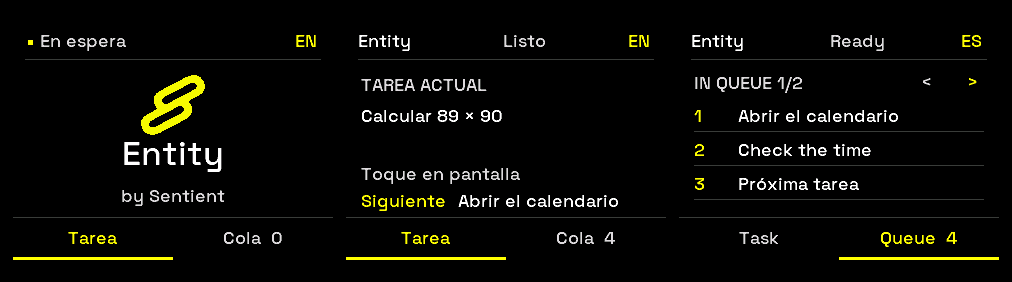 En espera EN
Entity
by Sentient
Tarea Cola 0
Entity Listo EN
TAREA ACTUAL
Calcular 89 × 90
Toque en pantalla
Siguiente Abrir el calendario
Tarea Cola 4
Entity Ready ES
IN QUEUE 1/2 < >
1 Abrir el calendario
2 Check the time
3 Próxima tarea
Task Queue 4